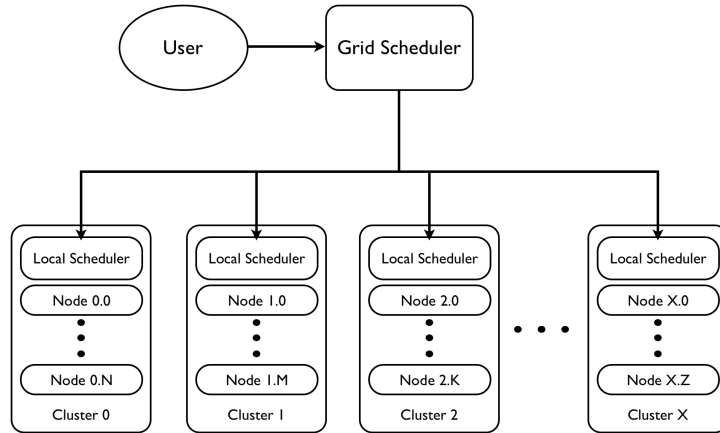 User
Grid Scheduler
Local Scheduler
Local Scheduler
Local Scheduler
Local Scheduler
Node 0.0
Node 1.0
Node 2.0
Node X.0
Node 0.N
Node 1.M
Node 2.K
Node X.Z
Cluster 0
Cluster 1
Cluster 2
Cluster X